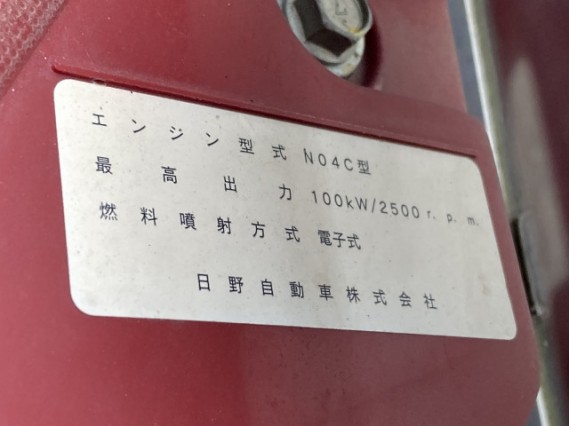 エンジン型式 N04C型
最高出力 100kW/2500r.p.m.
燃料噴射方式 電子式
日野自動車株式会社